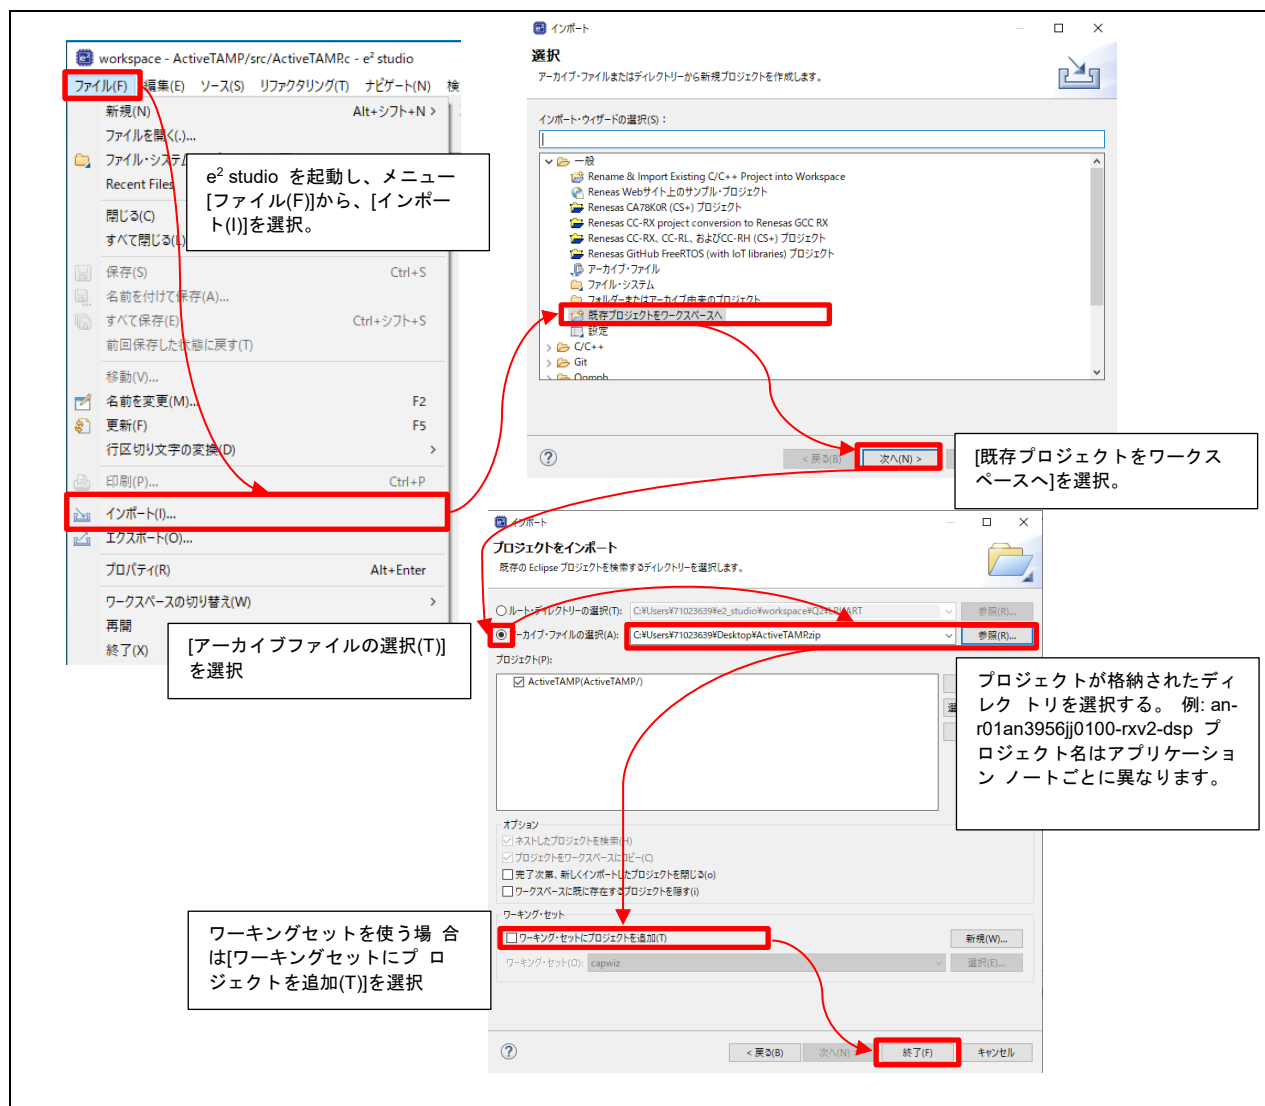 workspace - ActiveTAMP/src/ActiveTAMP.c - e² studio
ファイル(F) 編集(E) ソース(S) リファクタリング(T) ナビゲート(N) 検
新規(N) Alt+シフト+N >
ファイルを開く(.)...
ファイル・システム
Recent Files
閉じる(C)
すべて閉じる(L)
保存(S) Ctrl+S
名前を付けて保存(A)...
すべて保存(E) Ctrl+シフト+S
前回保存した状態に戻す(T)
移動(V)...
名前を変更(M)... F2
更新(F) F5
行区切り文字の変換(D) >
印刷(P)... Ctrl+P
インポート(I)...
エクスポート(O)...
プロパティ(R) Alt+Enter
ワークスペースの切り替え(W) >
再開
終了(X)
e² studio を起動し、メニュー
[ファイル(F)]から、[インポー
ト(I)]を選択。
インポート
選択
アーカイブ・ファイルまたはディレクトリーから新規プロジェクトを作成します。
インポート・ウィザードの選択(S)：
一般
Rename & Import Existing C/C++ Project into Workspace
Reneas Webサイト上のサンプル・プロジェクト
Renesas CA78K0R (CS+) プロジェクト
Renesas CC-RX project conversion to Renesas GCC RX
Renesas CC-RX、CC-RL、およびCC-RH (CS+) プロジェクト
Renesas GitHub FreeRTOS (with IoT libraries) プロジェクト
アーカイブ・ファイル
ファイル・システム
フォルダーまたはアーカイブ由来のプロジェクト
既存プロジェクトをワークスペースへ
設定
> C/C++
> Git
> Oomph
< 戻る(B) 次へ(N) >
[既存プロジェクトをワークス
ペースへ]を選択。
インポート
プロジェクトをインポート
既存の Eclipse プロジェクトを検索するディレクトリーを選択します。
ルート・ディレクトリーの選択(T): 参照(R)...
アーカイブ・ファイルの選択(A): C:¥Users¥71023639¥Desktop¥ActiveTAMP.zip 参照(R)...
プロジェクト(P):
ActiveTAMP(ActiveTAMP/)
選
オプション
ネストしたプロジェクトを検索(H)
プロジェクトをワークスペースにコピー(C)
完了次第、新しくインポートしたプロジェクトを閉じる(o)
ワークスペースに既に存在するプロジェクトを隠す(i)
ワーキング・セット
ワーキング・セットにプロジェクトを追加(T) 新規(W)...
ワーキング・セット(O): capwiz 選択(E)...
< 戻る(B) 次へ(N) 終了(F) キャンセル
[アーカイブファイルの選択(T)]
を選択
プロジェクトが格納されたディ
レク トリを選択する。 例: an-
r01an3956jj0100-rxv2-dsp プ
ロジェクト名はアプリケーショ
ン ノートごとに異なります。
ワーキングセットを使う場 合
は[ワーキングセットにプ ロ
ジェクトを追加(T)]を選択